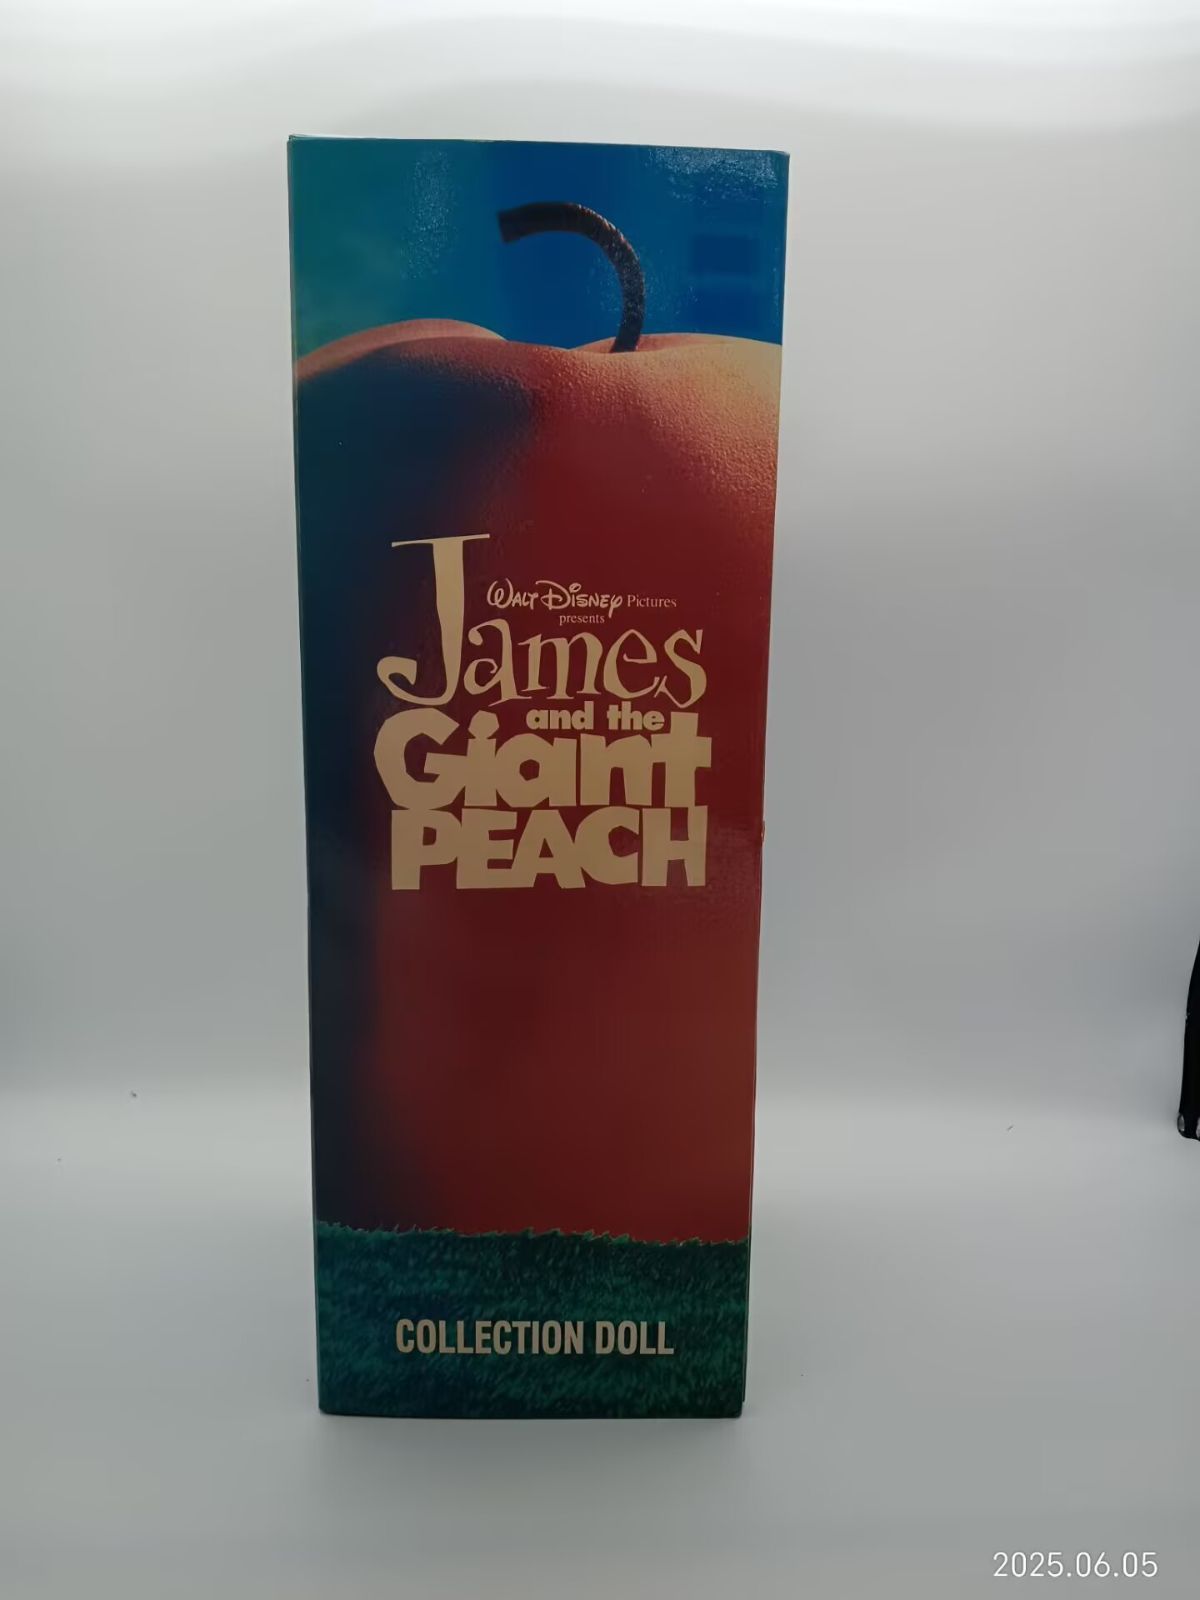 WALT DISNEY Pictures
presents
James
and the
Giant
PEACH
COLLECTION DOLL
2025.06.05